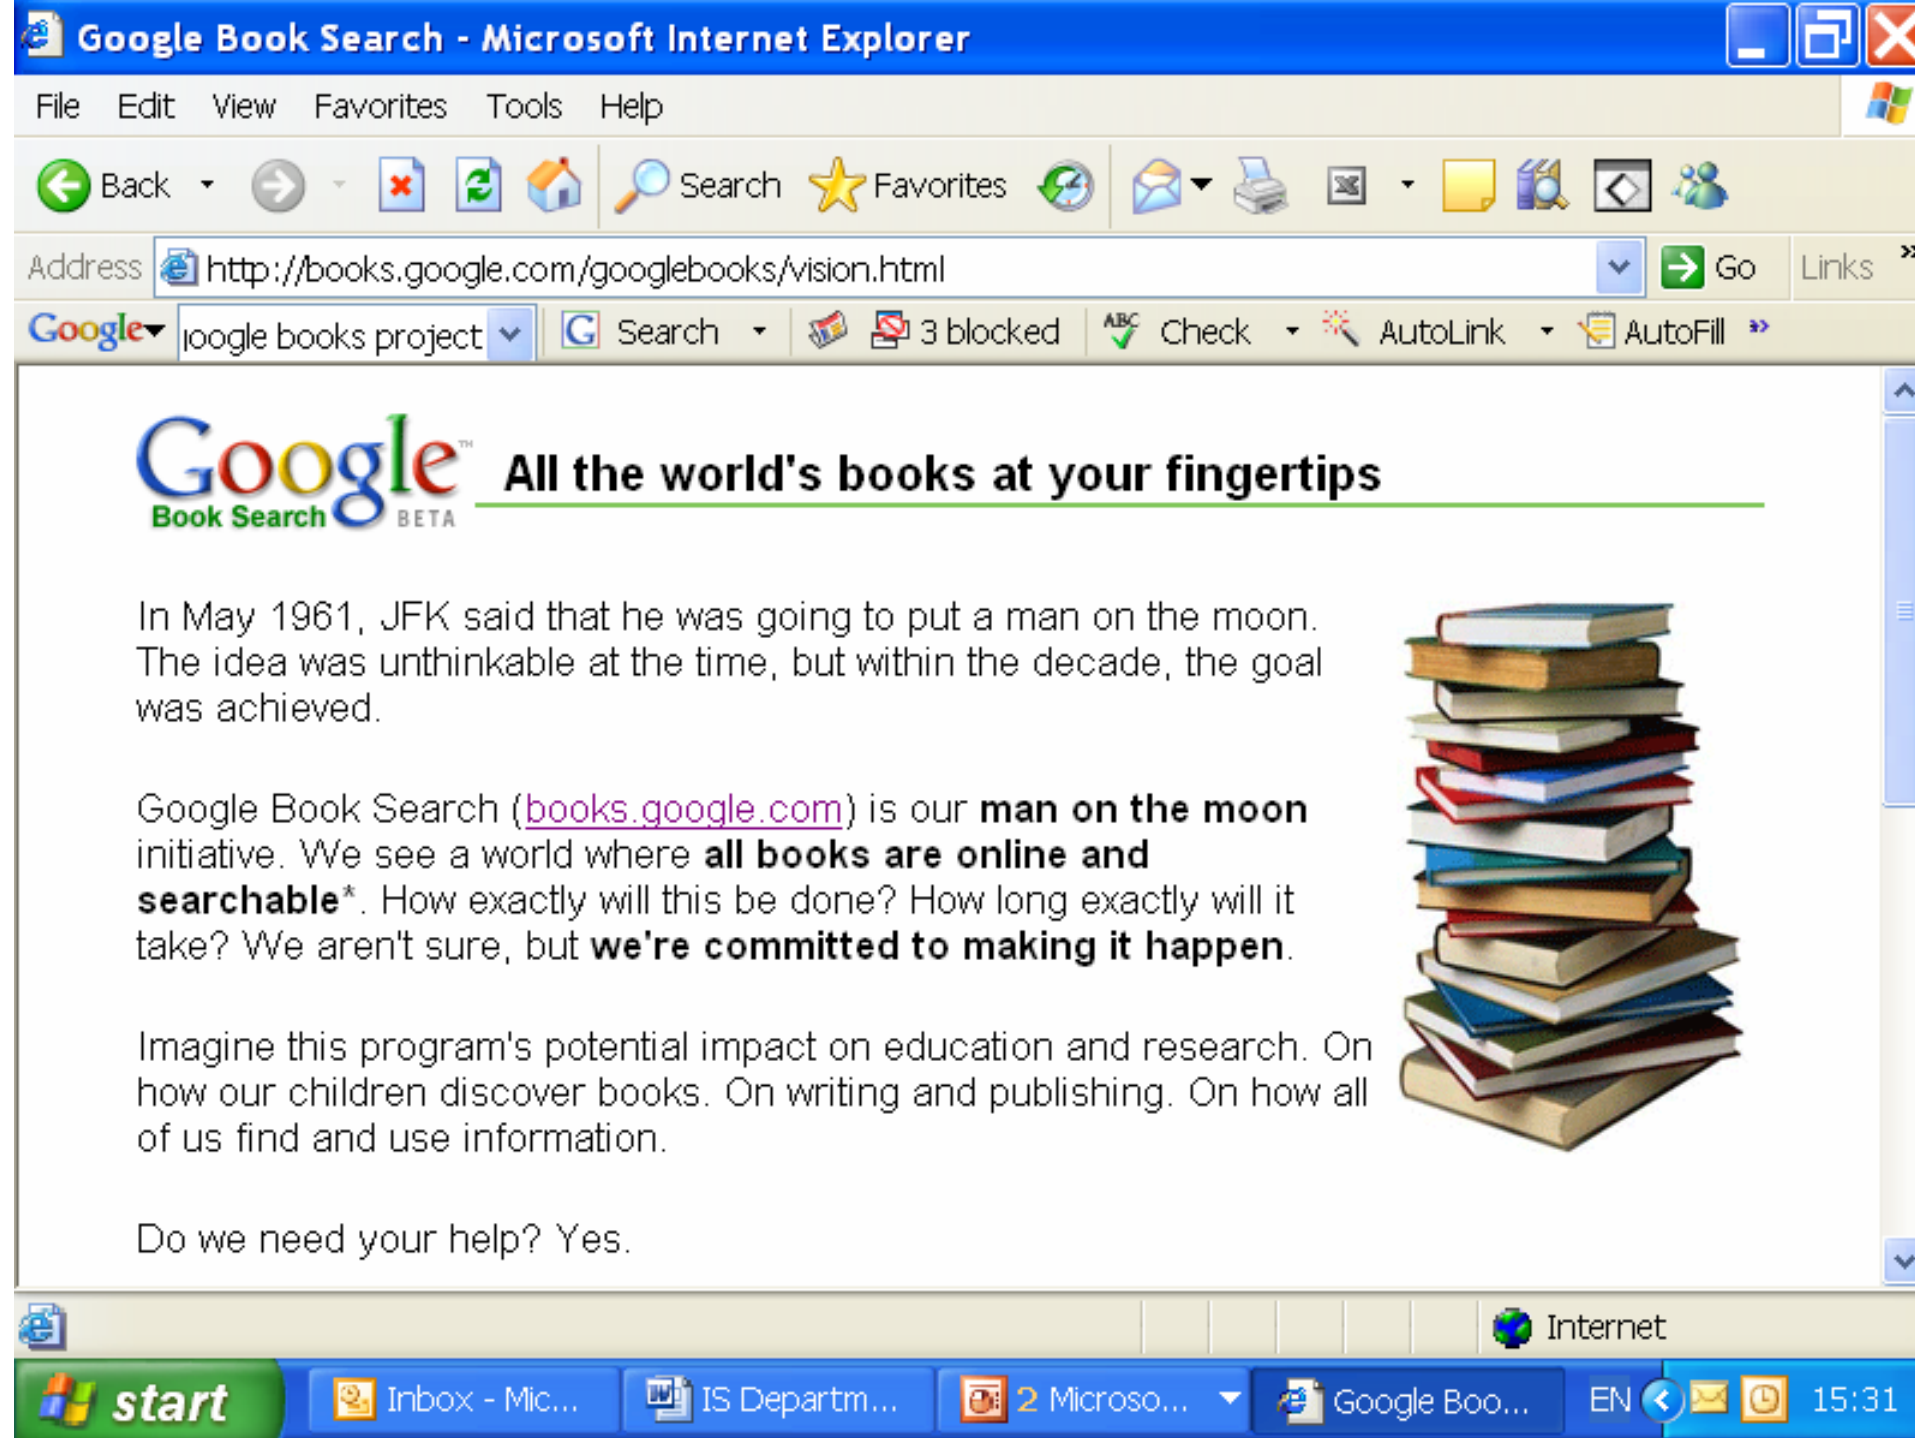 Google Book Search - Microsoft Internet Explorer
File Edit View Favorites Tools Help
Back Search Favorites
Address http://books.google.com/googlebooks/vision.html Go Links »
Google oogle books project G Search 3 blocked ABC Check AutoLink AutoFill »
Google™ Book Search BETA All the world's books at your fingertips
In May 1961, JFK said that he was going to put a man on the moon.
The idea was unthinkable at the time, but within the decade, the goal
was achieved.
Google Book Search (books.google.com) is our man on the moon
initiative. We see a world where all books are online and
searchable*. How exactly will this be done? How long exactly will it
take? We aren't sure, but we're committed to making it happen.
Imagine this program's potential impact on education and research. On
how our children discover books. On writing and publishing. On how all
of us find and use information.
Do we need your help? Yes.
Internet
start Inbox - Mic... IS Departm... 2 Microso... Google Boo... EN 15:31